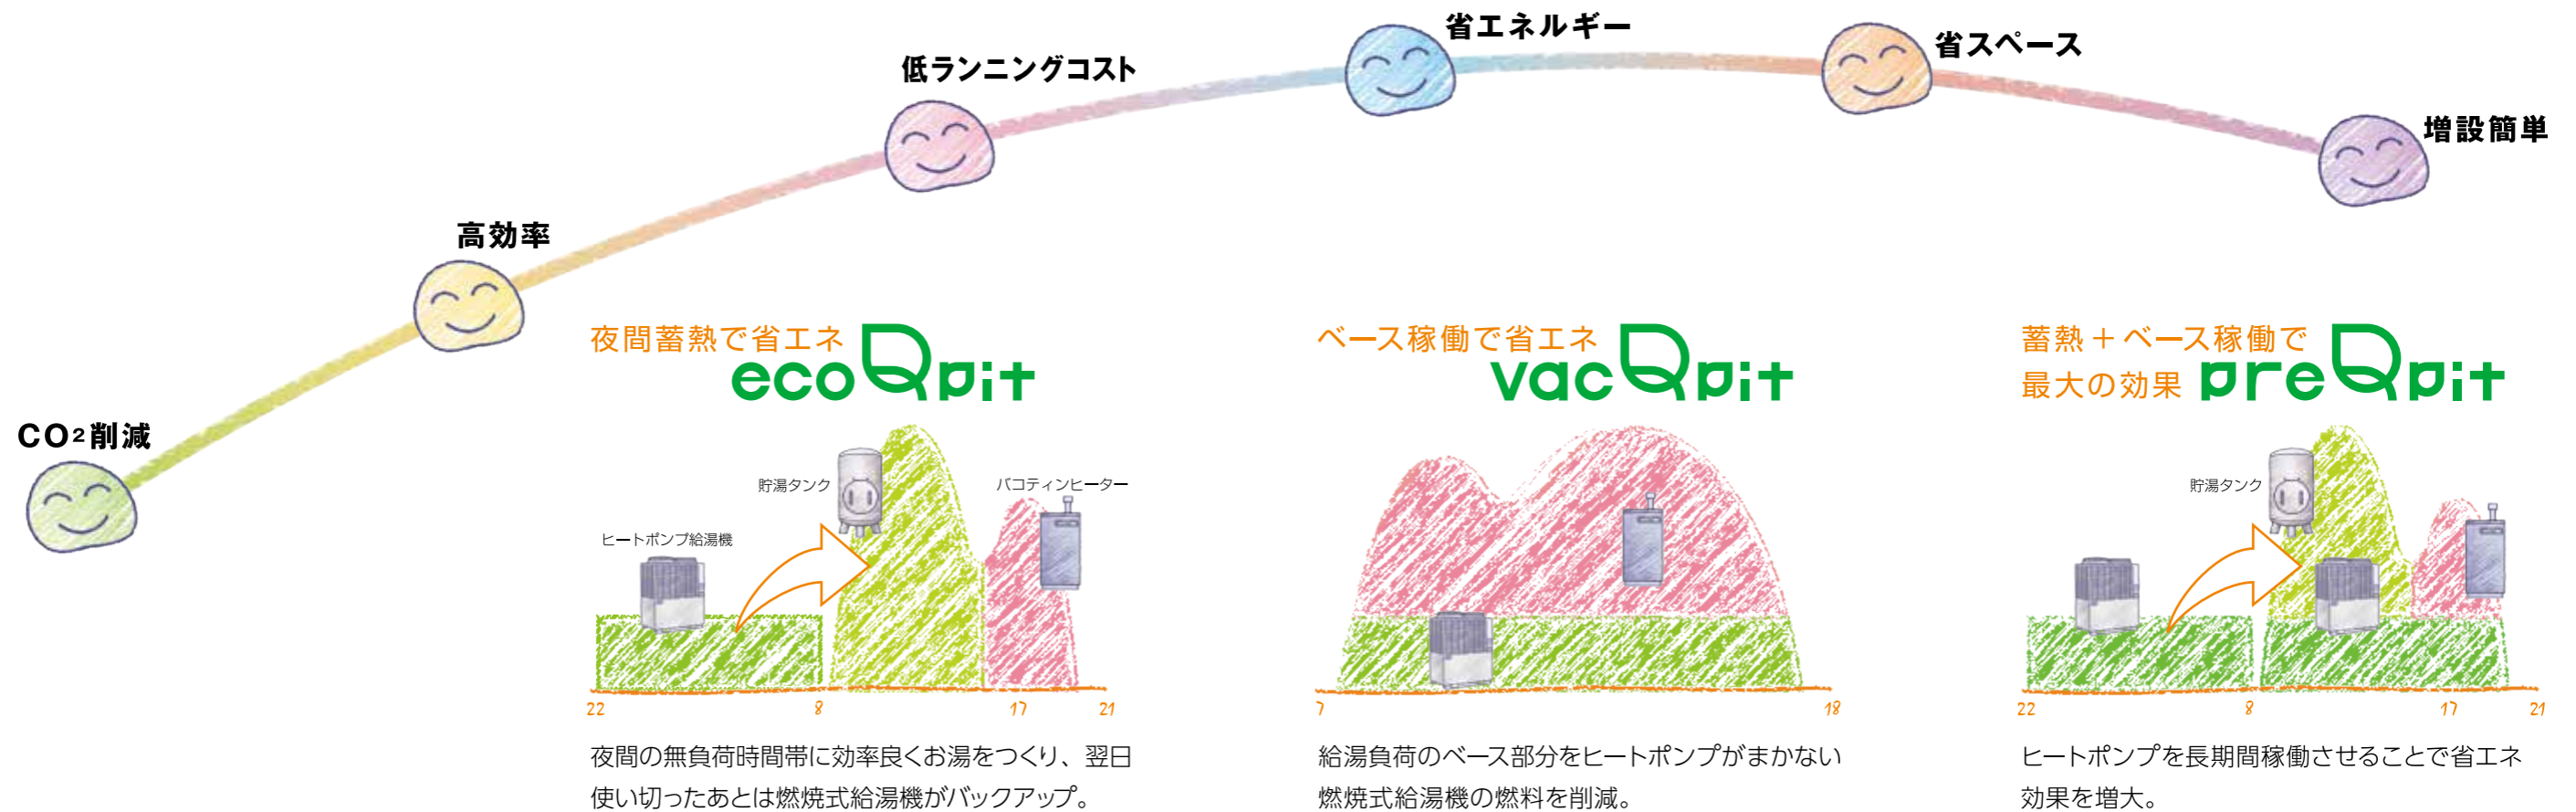 省エネルギー
省スペース
低ランニングコスト
増設簡単
高効率
CO2削減
夜間蓄熱で省エネ
ecoQpit
貯湯タンク
バコティンヒーター
ヒートポンプ給湯機
22 8 17 21
夜間の無負荷時間帯に効率良くお湯をつくり、翌日
使い切ったあとは燃焼式給湯機がバックアップ。
ベース稼働で省エネ
vacQpit
7 18
給湯負荷のベース部分をヒートポンプがまかない
燃焼式給湯機の燃料を削減。
蓄熱+ベース稼働で
最大の効果 preQpit
貯湯タンク
22 8 17 21
ヒートポンプを長期間稼働させることで省エネ
効果を増大。